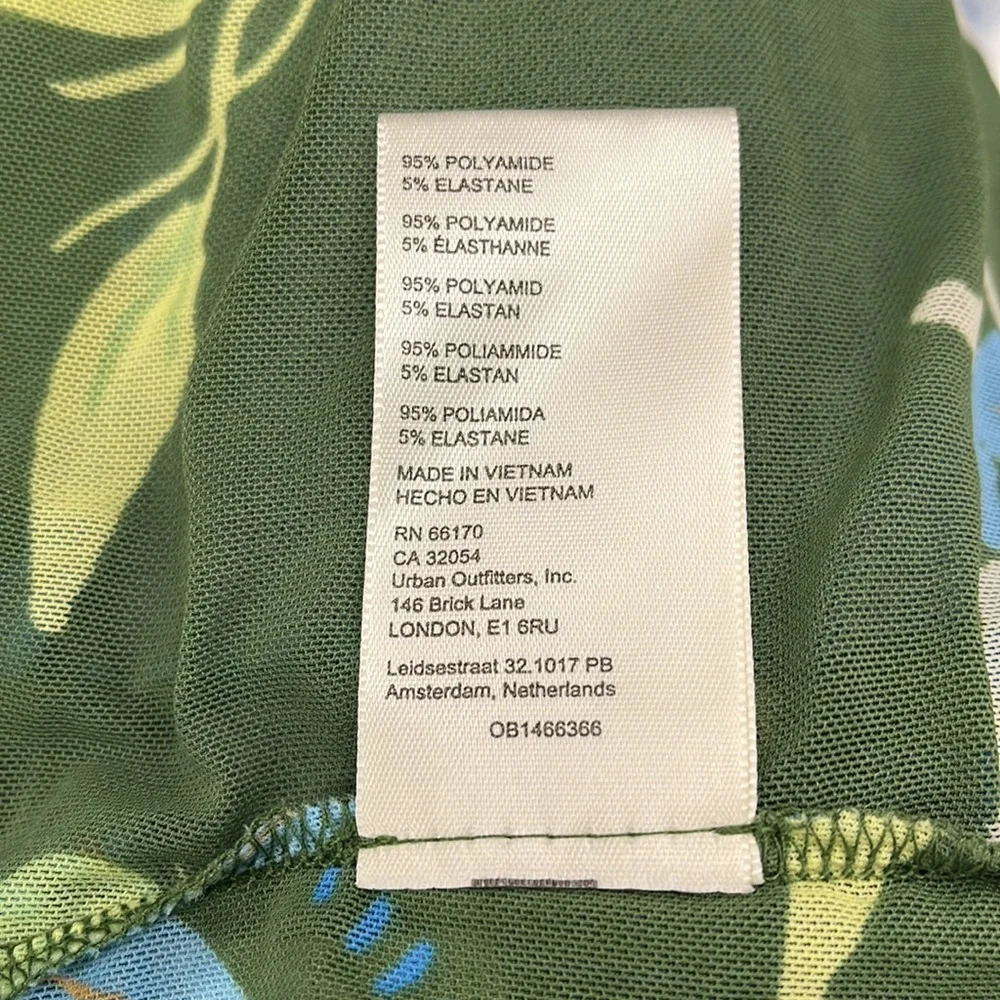 95% POLYAMIDE
5% ELASTANE
95% POLYAMIDE
5% ÉLASTHANNE
95% POLYAMID
5% ELASTAN
95% POLIAMMIDE
5% ELASTAN
95% POLIAMIDA
5% ELASTANE
MADE IN VIETNAM
HECHO EN VIETNAM
RN 66170
CA 32054
Urban Outfitters, Inc.
146 Brick Lane
LONDON, E1 6RU
Leidsestraat 32.1017 PB
Amsterdam, Netherlands
OB1466366